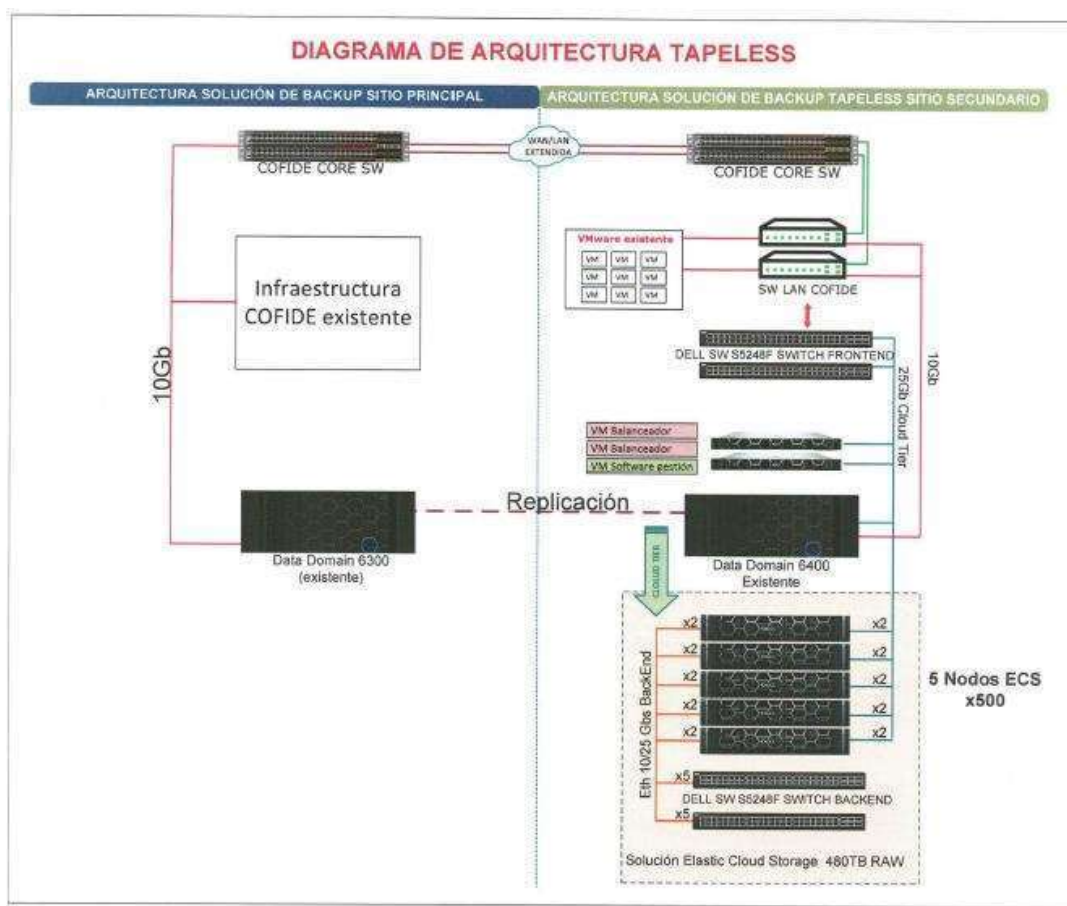 DIAGRAMA DE ARQUITECTURA TAPELESS
ARQUITECTURA SOLUCIÓN DE BACKUP SITIO PRINCIPAL
ARQUITECTURA SOLUCIÓN DE BACKUP TAPELESS SITIO SECUNDARIO
COFIDE CORE SW
WAN/LAN
EXTENDIDA
COFIDE CORE SW
Infraestructura
COFIDE existente
10Gb
VMware existente
VM VM VM
VM VM VM
VM VM VM
SW LAN COFIDE
DELL SW S5248F SWITCH FRONTEND
10Gb
25Gb Cloud Tier
VM Balanceador
VM Balanceador
VM Software gestión
Replicación
Data Domain 6300
(existente)
Data Domain 6400
Existente
CLOUD TIER
x2 x2
x2 x2
x2 x2
x2 x2
x2 x2
5 Nodos ECS
x500
Eth 10/25 Gbs BackEnd
x5
DELL SW S5248F SWITCH BACKEND
x5
Solución Elastic Cloud Storage 480TB RAW